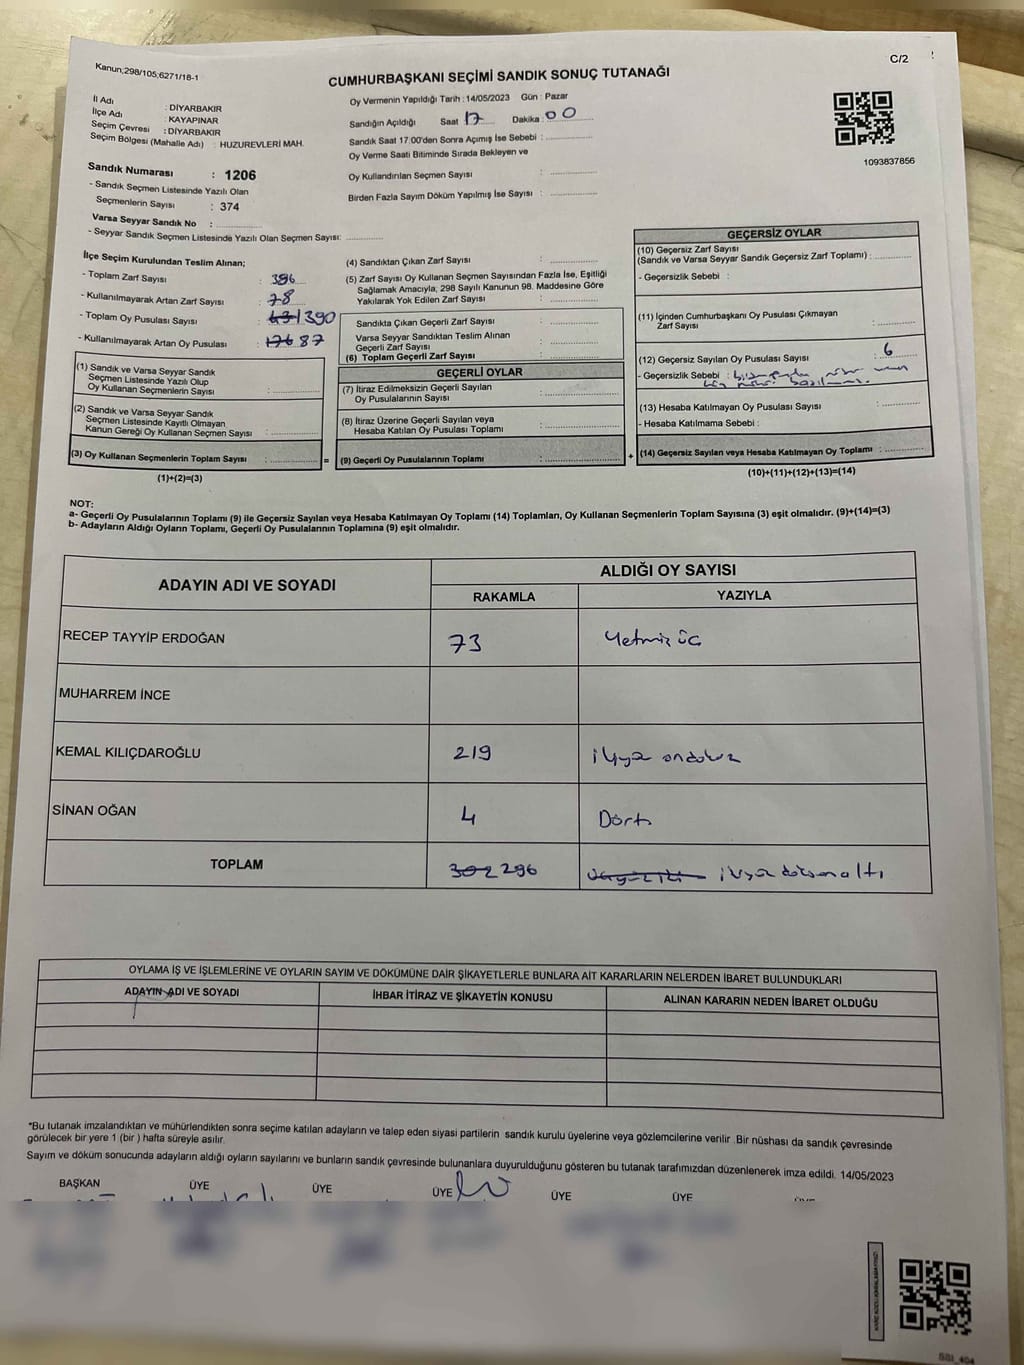 Kanun;298/105;6271/18-1
C/2
CUMHURBAŞKANI SEÇİMİ SANDIK SONUÇ TUTANAĞI
İl Adı : DİYARBAKIR
İlçe Adı : KAYAPINAR
Seçim Çevresi : DİYARBAKIR
Seçim Bölgesi (Mahalle Adı) : HUZUREVLERİ MAH.
Oy Vermenin Yapıldığı Tarih : 14/05/2023 Gün : Pazar
Sandığın Açıldığı Saat 17 Dakika : 00
Sandık Saat 17:00'den Sonra Açımış İse Sebebi :
Oy Verme Saati Bitiminde Sırada Bekleyen ve
Oy Kullandırılan Seçmen Sayısı :
Birden Fazla Sayım Döküm Yapılmış İse Sayısı :
1093837856
Sandık Numarası : 1206
- Sandık Seçmen Listesinde Yazılı Olan
Seçmenlerin Sayısı : 374
Varsa Seyyar Sandık No :
- Seyyar Sandık Seçmen Listesinde Yazılı Olan Seçmen Sayısı:
İlçe Seçim Kurulundan Teslim Alınan;
- Toplam Zarf Sayısı :
- Kullanılmayarak Artan Zarf Sayısı : 78
- Toplam Oy Pusulası Sayısı : 390
- Kullanılmayarak Artan Oy Pusulası : 87
(1) Sandık ve Varsa Seyyar Sandık
Seçmen Listesinde Yazılı Olup
Oy Kullanan Seçmenlerin Sayısı :
(2) Sandık ve Varsa Seyyar Sandık
Seçmen Listesinde Kayıtlı Olmayan
Kanun Gereği Oy Kullanan Seçmen Sayısı :
(3) Oy Kullanan Seçmenlerin Toplam Sayısı :
(1)+(2)=(3)
(4) Sandıktan Çıkan Zarf Sayısı :
(5) Zarf Sayısı Oy Kullanan Seçmen Sayısından Fazla İse, Eşitliği
Sağlamak Amacıyla, 298 Sayılı Kanunun 98. Maddesine Göre
Yakılarak Yok Edilen Zarf Sayısı :
Sandıkta Çıkan Geçerli Zarf Sayısı :
Varsa Seyyar Sandıktan Teslim Alınan
Geçerli Zarf Sayısı :
(6) Toplam Geçerli Zarf Sayısı :
GEÇERLİ OYLAR
(7) İtiraz Edilmeksizin Geçerli Sayılan
Oy Pusulalarının Sayısı :
(8) İtiraz Üzerine Geçerli Sayılan veya
Hesaba Katılan Oy Pusulası Toplamı :
= (9) Geçerli Oy Pusulalarının Toplamı :
GEÇERSİZ OYLAR
(10) Geçersiz Zarf Sayısı
(Sandık ve Varsa Seyyar Sandık Geçersiz Zarf Toplamı) :
- Geçersizlik Sebebi :
(11) İçinden Cumhurbaşkanı Oy Pusulası Çıkmayan
Zarf Sayısı :
(12) Geçersiz Sayılan Oy Pusulası Sayısı : 6
- Geçersizlik Sebebi :
(13) Hesaba Katılmayan Oy Pusulası Sayısı :
- Hesaba Katılmama Sebebi :
+ (14) Geçersiz Sayılan veya Hesaba Katılmayan Oy Toplamı :
(10)+(11)+(12)+(13)=(14)
NOT:
a- Geçerli Oy Pusulalarının Toplamı (9) ile Geçersiz Sayılan veya Hesaba Katılmayan Oy Toplamı (14) Toplamları, Oy Kullanan Seçmenlerin Toplam Sayısına (3) eşit olmalıdır. (9)+(14)=(3)
b- Adayların Aldığı Oyların Toplamı, Geçerli Oy Pusulalarının Toplamına (9) eşit olmalıdır.
ADAYIN ADI VE SOYADI
ALDIĞI OY SAYISI
RAKAMLA YAZIYLA
RECEP TAYYİP ERDOĞAN 73 Yetmiş üç
MUHARREM İNCE
KEMAL KILIÇDAROĞLU 219 ikiyüz ondokuz
SİNAN OĞAN 4 Dört
TOPLAM 302 296 ikiyüz doksan altı
OYLAMA İŞ VE İŞLEMLERİNE VE OYLARIN SAYIM VE DÖKÜMÜNE DAİR ŞİKAYETLERLE BUNLARA AİT KARARLARIN NELERDEN İBARET BULUNDUKLARI
ADAYIN ADI VE SOYADI İHBAR İTİRAZ VE ŞİKAYETİN KONUSU ALINAN KARARIN NEDEN İBARET OLDUĞU
*Bu tutanak imzalandıktan ve mühürlendikten sonra seçime katılan adayların ve talep eden siyasi partilerin sandık kurulu üyelerine veya gözlemcilerine verilir. Bir nüshası da sandık çevresinde
görülecek bir yere 1 (bir ) hafta süreyle asılır.
Sayım ve döküm sonucunda adayların aldığı oyların sayılarını ve bunların sandık çevresinde bulunanlara duyurulduğunu gösteren bu tutanak tarafımızdan düzenlenerek imza edildi. 14/05/2023
BAŞKAN ÜYE ÜYE ÜYE ÜYE ÜYE